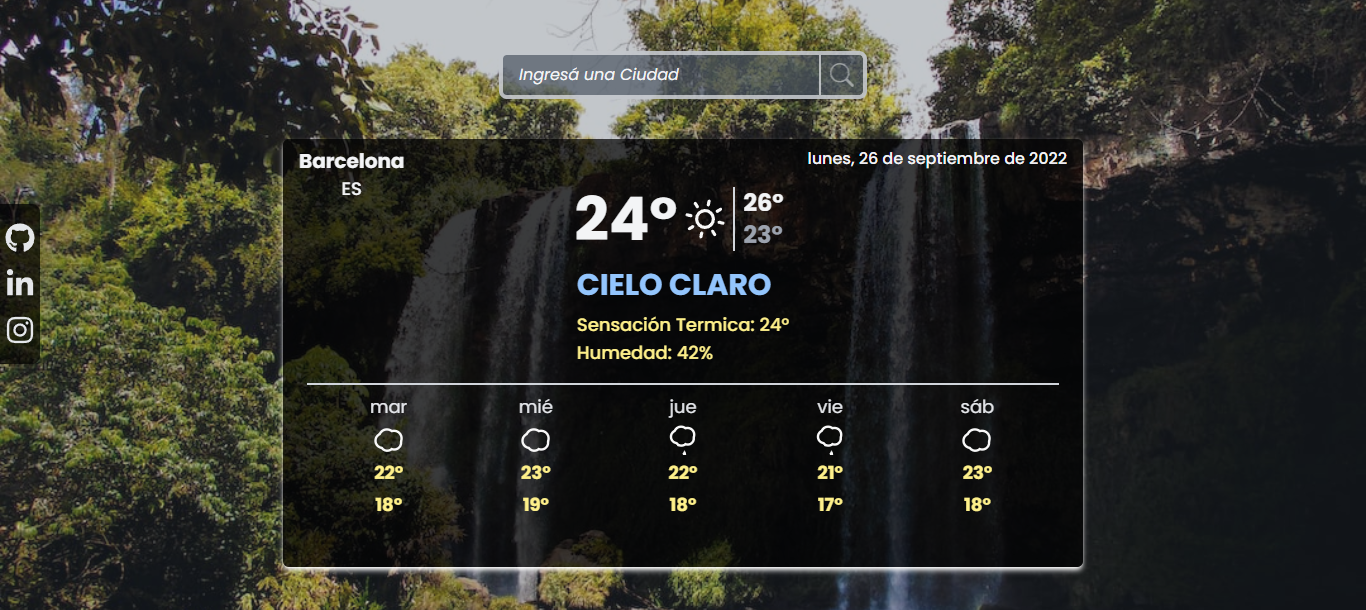 Ingresá una Ciudad
Barcelona
ES
lunes, 26 de septiembre de 2022
24º
26º
23º
CIELO CLARO
Sensación Termica: 24º
Humedad: 42%
in
mar mié jue vie sáb
22º 23º 22º 21º 23º
18º 19º 18º 17º 18º